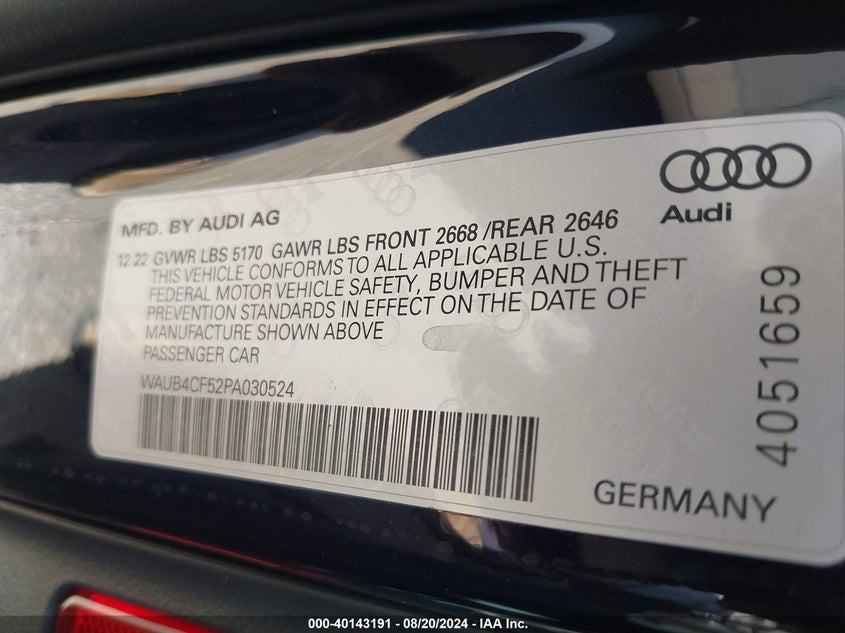 Audi
MFD. BY AUDI AG
12.22 GVWR LBS 5170 GAWR LBS FRONT 2668 /REAR 2646
THIS VEHICLE CONFORMS TO ALL APPLICABLE U.S.
FEDERAL MOTOR VEHICLE SAFETY, BUMPER AND THEFT
PREVENTION STANDARDS IN EFFECT ON THE DATE OF
MANUFACTURE SHOWN ABOVE
PASSENGER CAR
WAUB4CF52PA030524
4051659
GERMANY
000-40143191 - 08/20/2024 - IAA Inc.